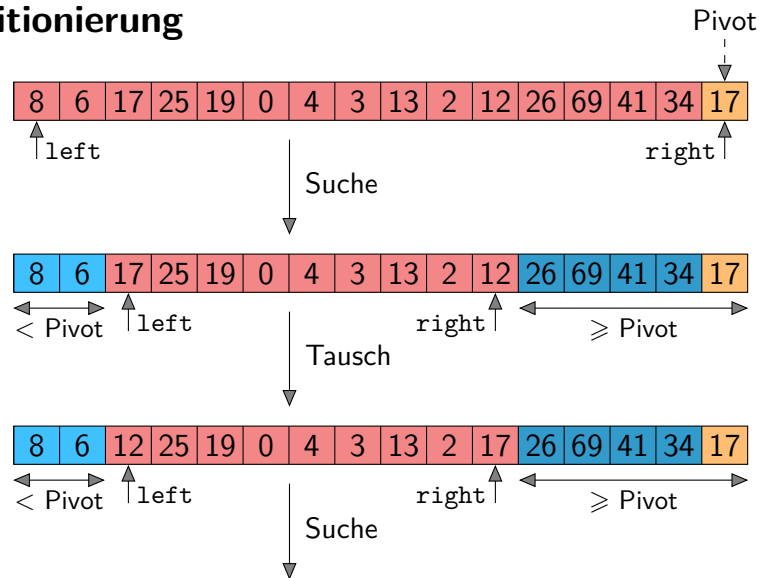 itionierung
Pivot
8 6 17 25 19 0 4 3 13 2 12 26 69 41 34 17
left right
Suche
8 6 17 25 19 0 4 3 13 2 12 26 69 41 34 17
< Pivot left right ⩾ Pivot
Tausch
8 6 12 25 19 0 4 3 13 2 17 26 69 41 34 17
< Pivot left right ⩾ Pivot
Suche